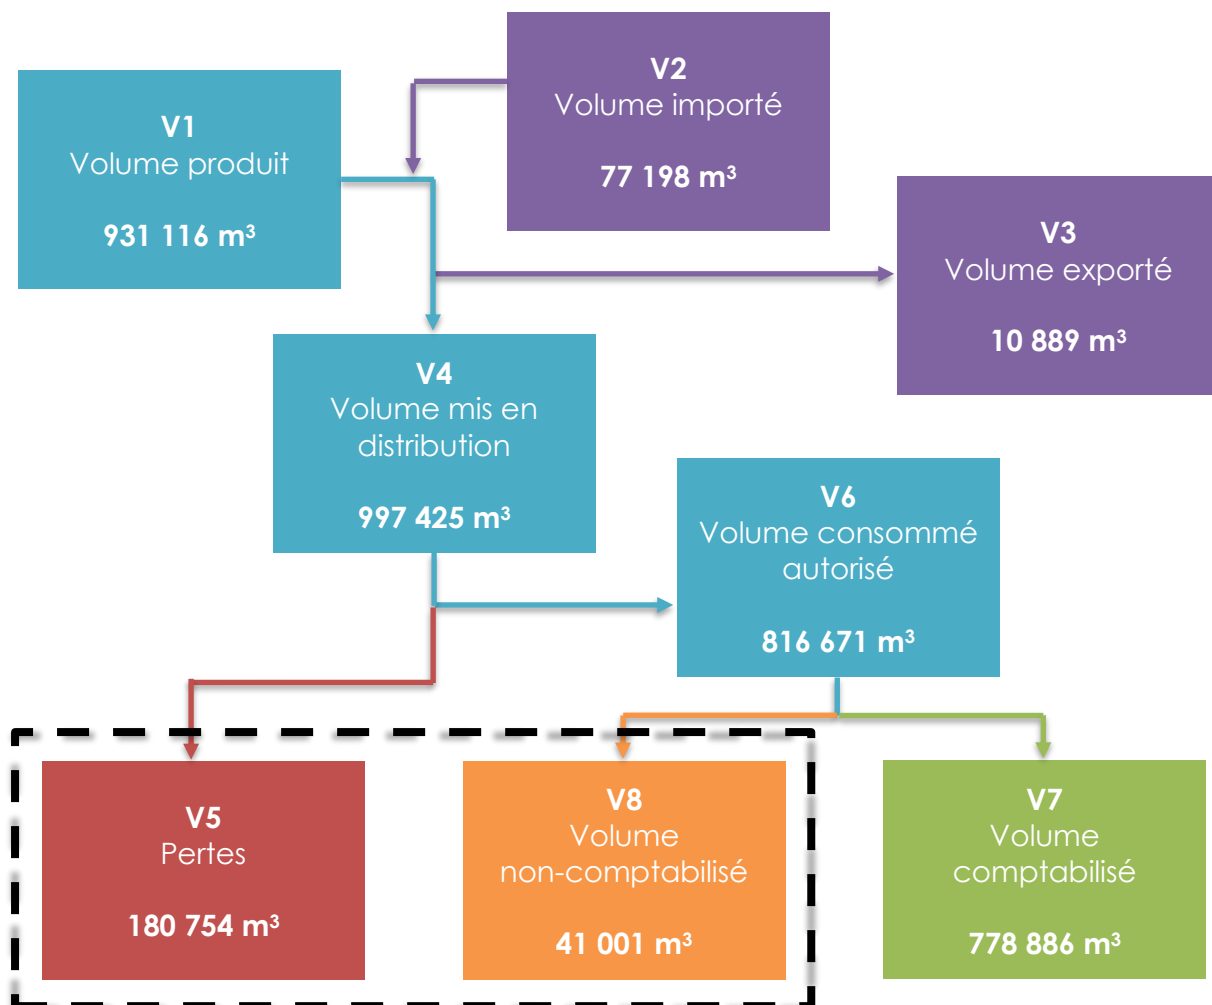 V1
Volume produit
931 116 m³
V2
Volume importé
77 198 m³
V3
Volume exporté
10 889 m³
V4
Volume mis en
distribution
997 425 m³
V6
Volume consommé
autorisé
816 671 m³
V5
Pertes
180 754 m³
V8
Volume
non-comptabilisé
41 001 m³
V7
Volume
comptabilisé
778 886 m³